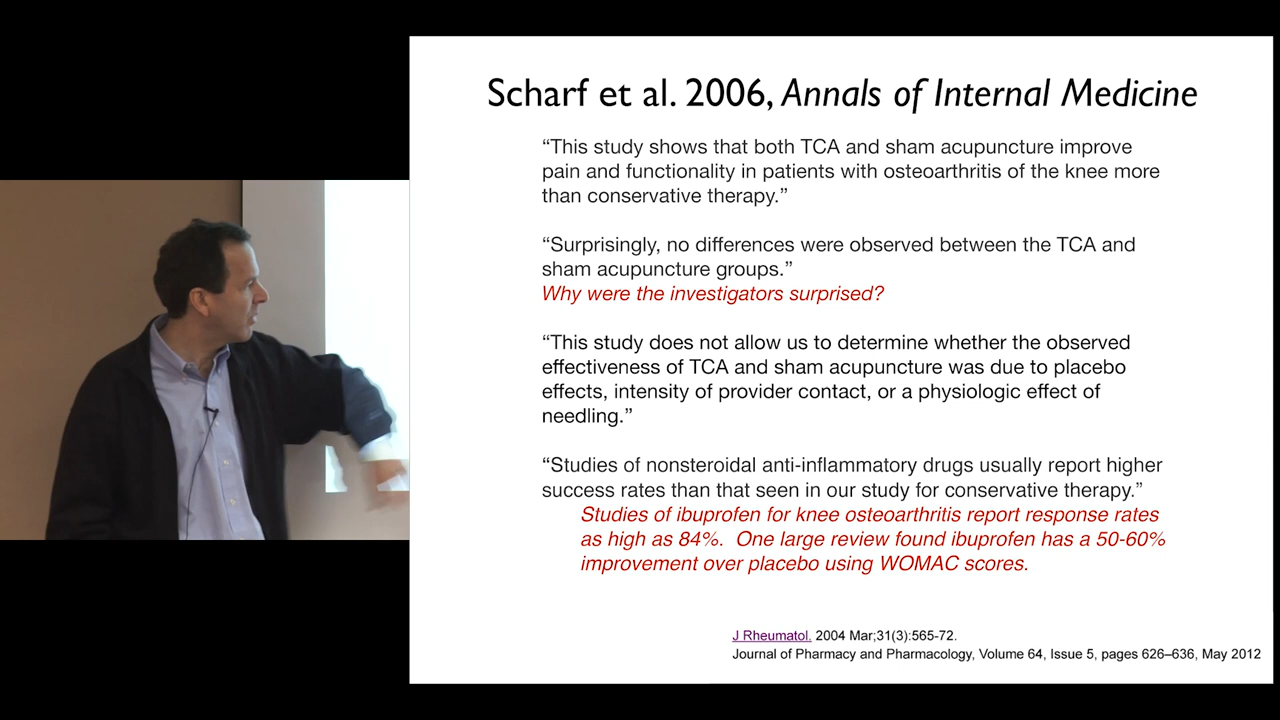 Scharf et al. 2006, Annals of Internal Medicine
“This study shows that both TCA and sham acupuncture improve
pain and functionality in patients with osteoarthritis of the knee more
than conservative therapy.”
“Surprisingly, no differences were observed between the TCA and
sham acupuncture groups.”
Why were the investigators surprised?
“This study does not allow us to determine whether the observed
effectiveness of TCA and sham acupuncture was due to placebo
effects, intensity of provider contact, or a physiologic effect of
needling.”
“Studies of nonsteroidal anti-inflammatory drugs usually report higher
success rates than that seen in our study for conservative therapy.”
Studies of ibuprofen for knee osteoarthritis report response rates
as high as 84%. One large review found ibuprofen has a 50-60%
improvement over placebo using WOMAC scores.
J Rheumatol. 2004 Mar;31(3):565-72.
Journal of Pharmacy and Pharmacology, Volume 64, Issue 5, pages 626–636, May 2012